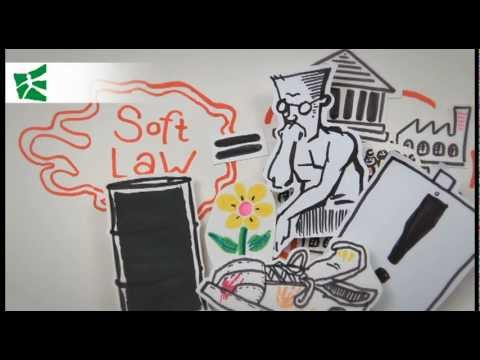 Soft
LAW
=
!